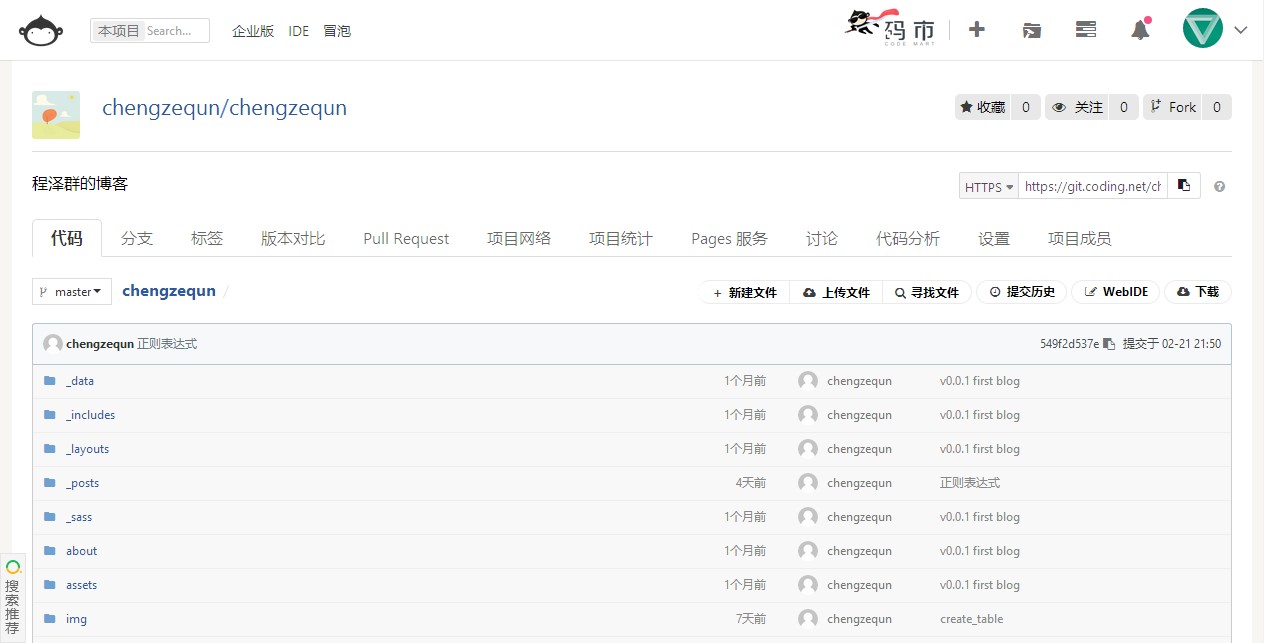 本项目 Search... 企业版 IDE 冒泡 码市
CODE MART
chengzequn/chengzequn ★ 收藏 0 关注 0 Fork 0
程泽群的博客 HTTPS https://git.coding.net/ch
代码 分支 标签 版本对比 Pull Request 项目网络 项目统计 Pages 服务 讨论 代码分析 设置 项目成员
master chengzequn / + 新建文件 上传文件 寻找文件 提交历史 WebIDE 下载
chengzequn 正则表达式 549f2d537e 提交于 02-21 21:50
_data 1个月前 chengzequn v0.0.1 first blog
_includes 1个月前 chengzequn v0.0.1 first blog
_layouts 1个月前 chengzequn v0.0.1 first blog
_posts 4天前 chengzequn 正则表达式
_sass 1个月前 chengzequn v0.0.1 first blog
about 1个月前 chengzequn v0.0.1 first blog
assets 1个月前 chengzequn v0.0.1 first blog
img 7天前 chengzequn create_table
搜索推荐